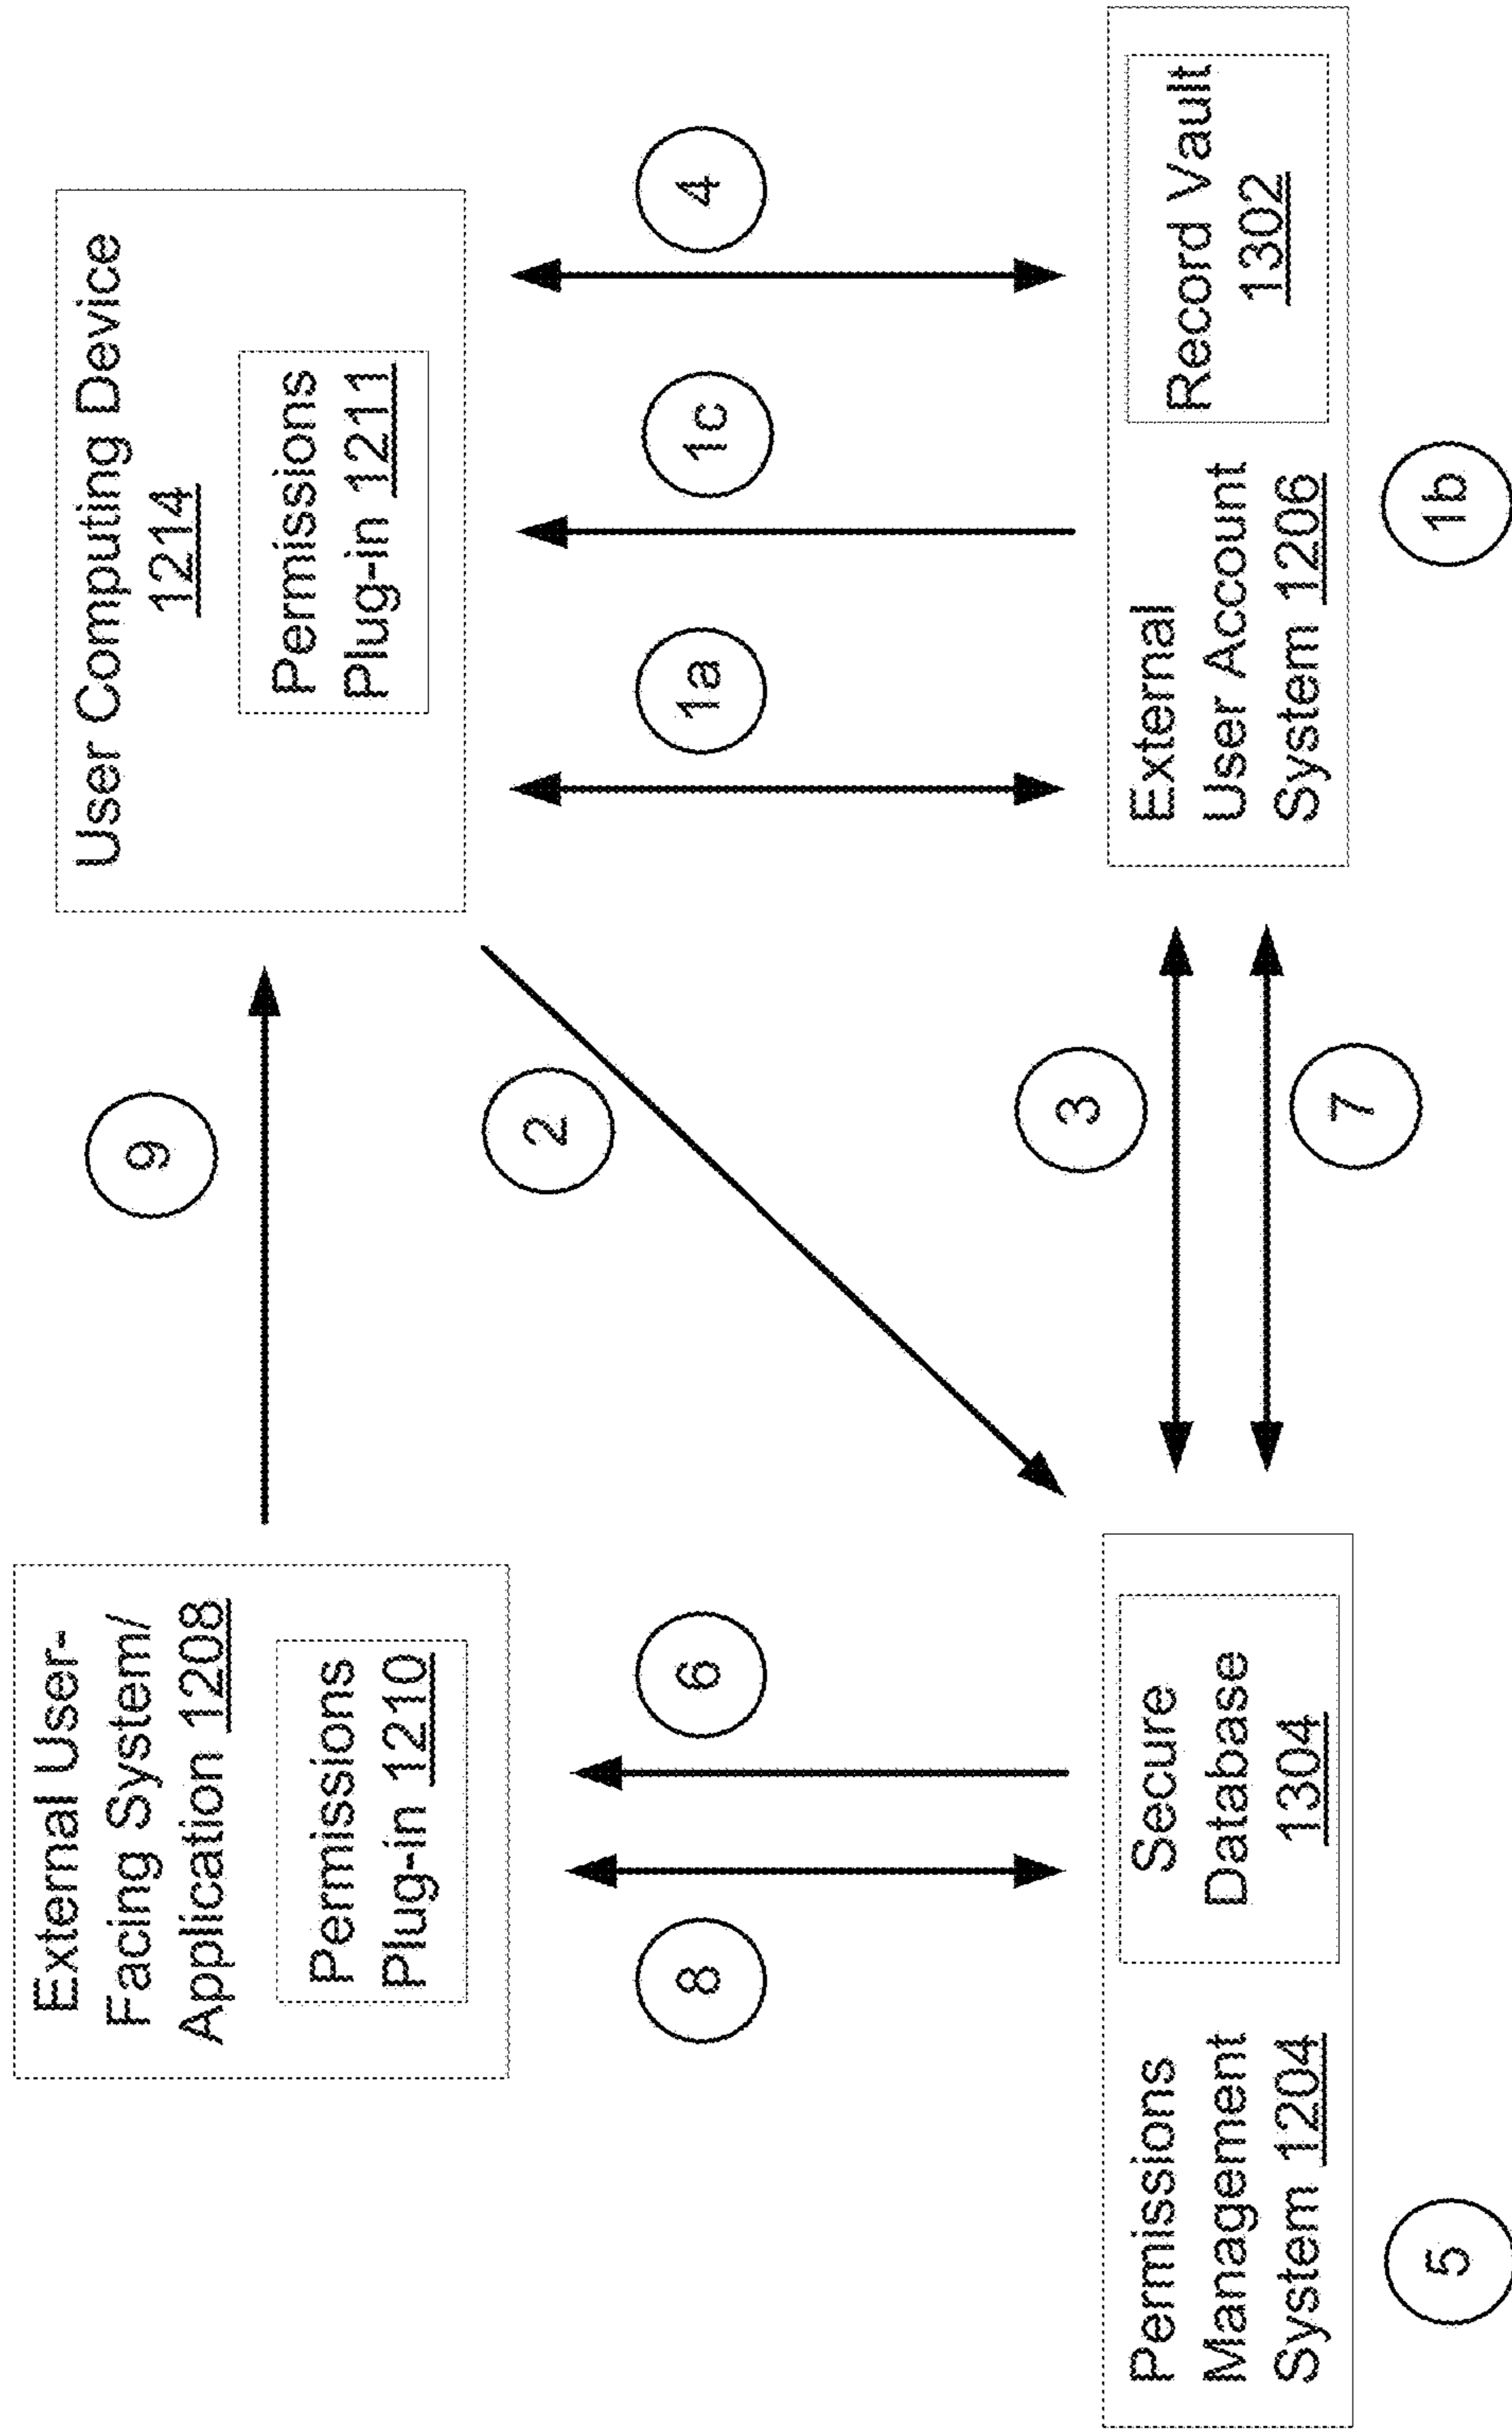 External User-
Facing System/
Application 1208
Permissions
Plug-in 1210
9
User Computing Device
1214
Permissions
Plug-in 1211
8
6
2
1a
1c
4
Permissions
Management
System 1204
Secure
Database
1304
3
7
External
User Account
System 1206
Record Vault
1302
5
1b